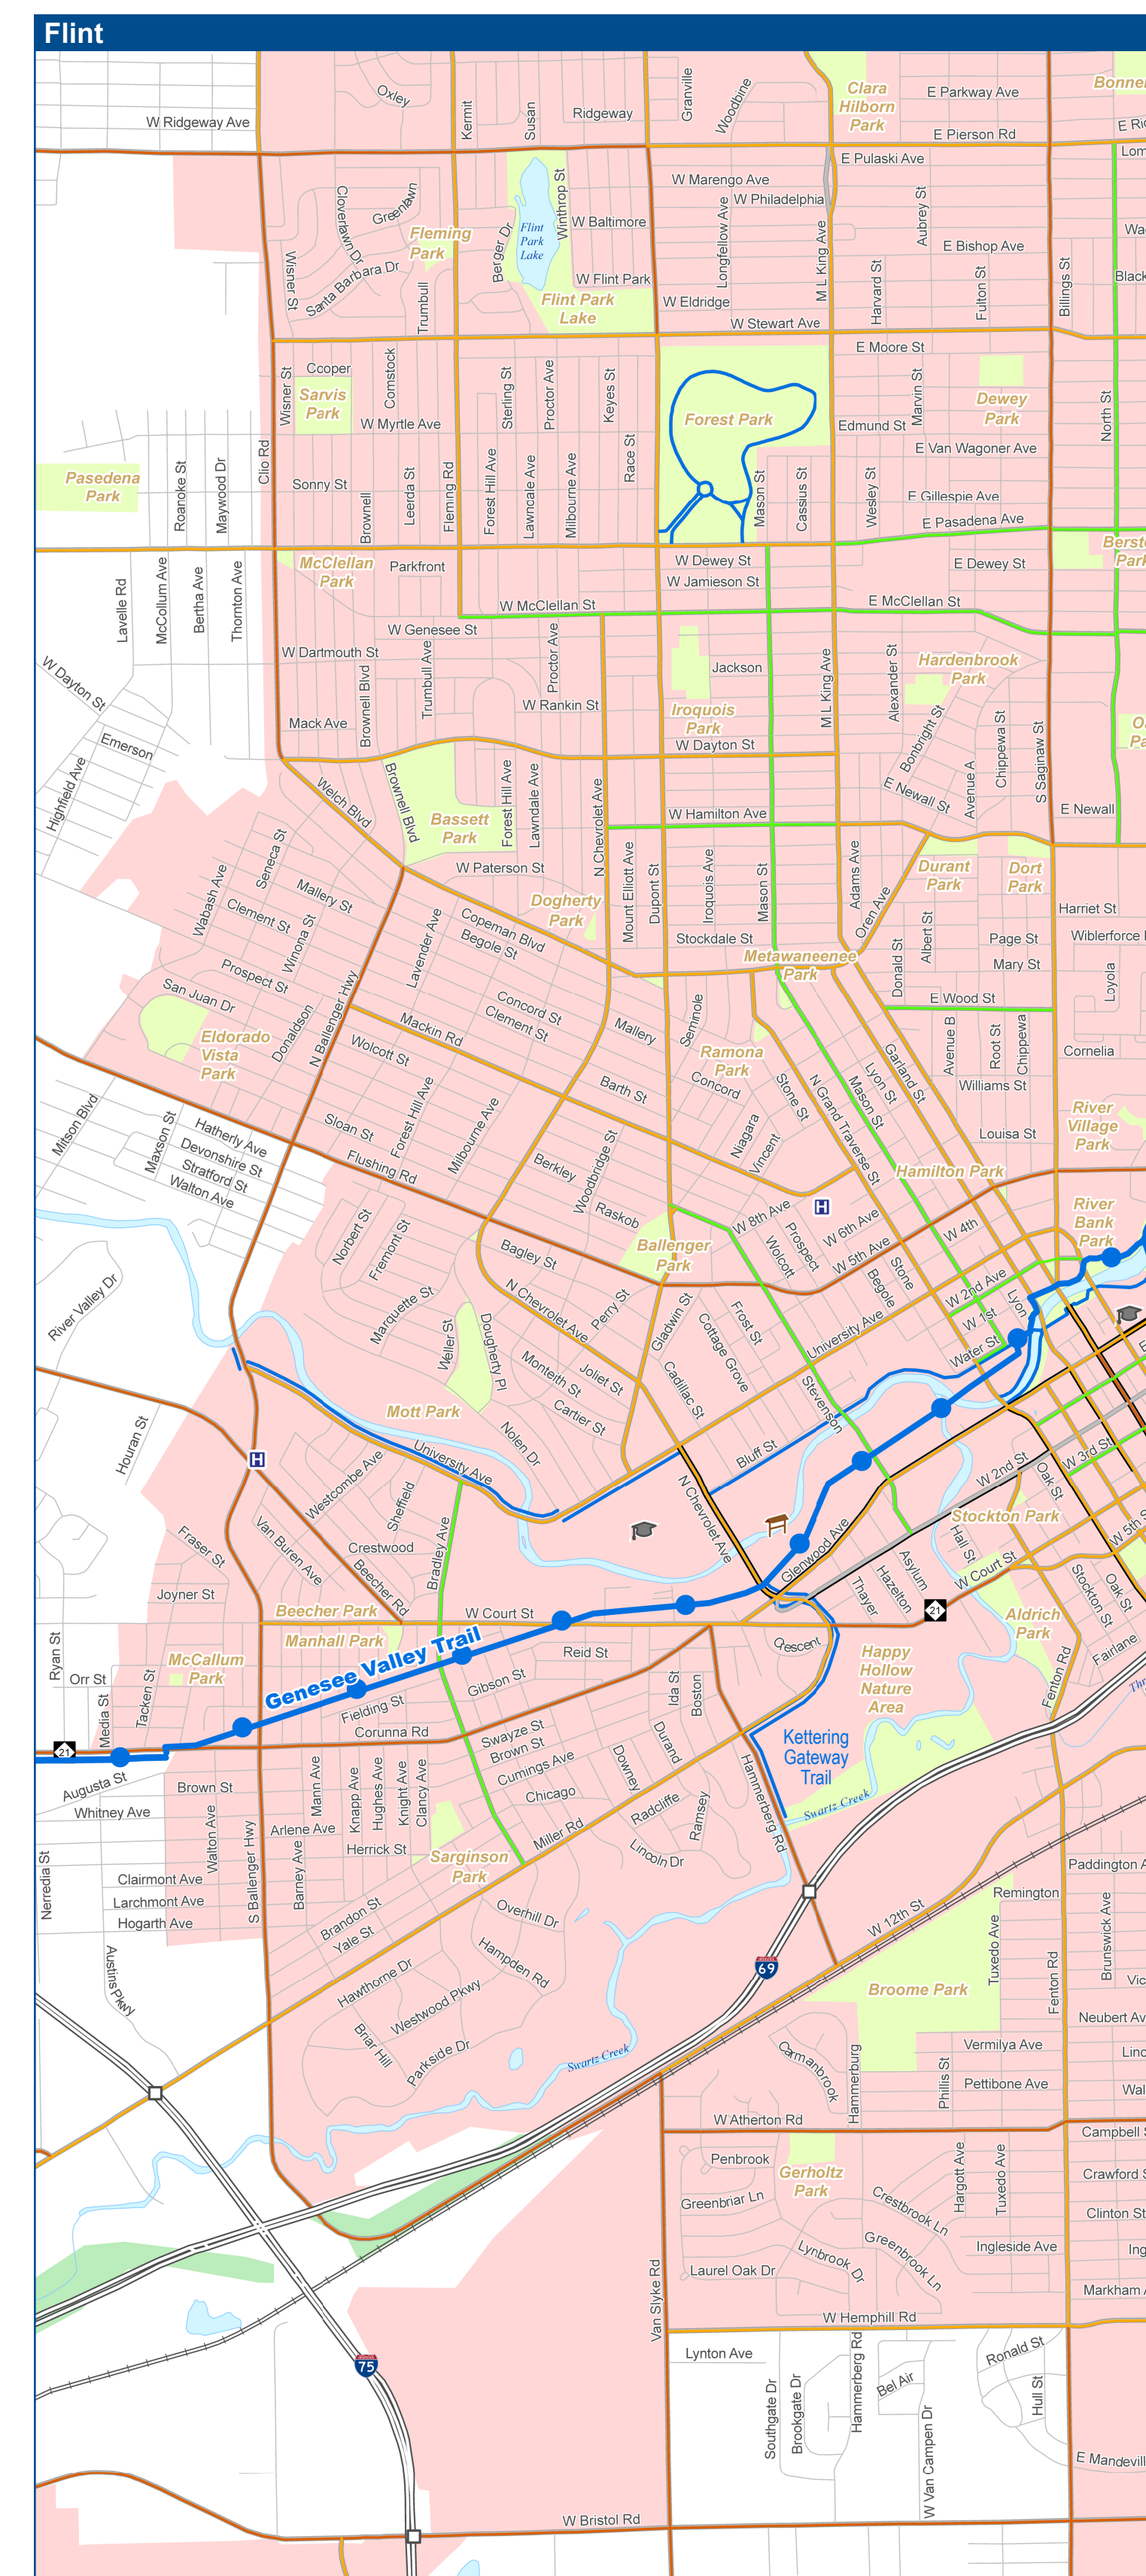 Flint
Oxley
Kermit
Susan
Ridgeway
Granville
Woodbine
Clara
Hilborn
Park
E Parkway Ave
Bonne
W Ridgeway Ave
E Pierson Rd
E Ri
E Pulaski Ave
Lom
Cloverlawn Dr
Greenlawn
Fleming
Park
Berger Dr
Flint
Park
Lake
Winthrop St
W Baltimore
W Marengo Ave
W Philadelphia
Longfellow Ave
M L King Ave
Aubrey St
E Bishop Ave
Wisner St
Santa Barbara Dr
Trumbull
W Flint Park
Flint Park
Lake
W Eldridge
W Stewart Ave
Harvard St
Fulton St
Billings St
Black
E Moore St
Wisner St
Ccoper
Comstock
Sarvis
Park
W Myrtle Ave
Sterling St
Proctor Ave
Keyes St
Race St
Forest Park
Edmund St
Marvin St
Dewey
Park
North St
E Van Wagoner Ave
Pasedena
Park
Roanoke St
Maywood Dr
Clio Rd
Sonny St
Brownell
Leerda St
Fleming Rd
Forest Hill Ave
Lawncale Ave
Milbourne Ave
Mason St
Cassius St
Wesley St
E Gillespie Ave
E Pasadena Ave
Lavelle Rd
McCollum Ave
Bertha Ave
Thornton Ave
McClellan
Park
Parkfront
W Dewey St
W Jamieson St
E Dewey St
Berst
Park
W McClellan St
E McClellan St
W Genesee St
W Dartmouth St
W Dayton St
Brownell Blvd
Trumbull Ave
Proctor Ave
W Rankin St
Mack Ave
Jackson
Iroquois
Park
W Dayton St
M L King Ave
Alexander St
Hardenbrook
Park
Bonbright St
Chippewa St
S Saginaw St
Emerson
Highfield Ave
Welch Blvd
Brownell Blvd
Bassett
Park
Forest Hill Ave
Lawndale Ave
N Chevrolet Ave
W Hamilton Ave
E Newall St
Avenue A
E Newall
W Paterson St
Seneca St
Wabash Ave
Mallery St
Clement St
Winona St
Prospect St
San Juan Dr
Eldorado
Vista
Park
Donaldson
N Ballenger Hwy
Lavender Ave
Copeman Blvd
Begole St
Dogherty
Park
Mount Elliott Ave
Dupont St
Iroquois Ave
Mason St
Stockdale St
Adams Ave
Oren Ave
Durant
Park
Dort
Park
Harriet St
Metawaneenee
Park
Donald St
Albert St
Page St
Mary St
Wiblerforce
Loyola
E Wood St
Concord St
Clement St
Mackin Rd
Wolcott St
Mallery
Seminole
Ramona
Park
Concord
Avenue B
Root St
Chippewa
Cornelia
Williams St
Louisa St
River
Village
Park
Barth St
Stone St
N Grand Traverse St
Mason St
Lyon St
Garland St
Mitson Blvd
Maxson St
Hatherly Ave
Devonshire St
Stratford St
Walton Ave
Sloan St
Forest Hill Ave
Milbourne Ave
Flushing Rd
Berkley
Woodbridge St
Raskob
Niagara
Vincent
Hamilton Park
H
W 8th Ave
Prospect
Wolcott
W 6th Ave
W 5th Ave
W 4th
River
Bank
Park
Norbert St
Fremont St
Bagley St
Ballenger
Park
Begole
Stone
W 2nd Ave
Lyon
W 1st
Water St
River Valley Dr
Marquette St
Weller St
Dougherty Pl
N Chevrolet Ave
Perry St
Gladwin St
Cottage Grove
Frost St
University Ave
Monteith St
Joliet St
Cartier St
Cadillac St
Stevenson
Mott Park
Houran St
H
University Ave
Nolen Dr
Bluff St
N Chevrolet Ave
W 2nd St
Oak St
W 3rd St
Westcombe Ave
Sheffield
Van Buren Ave
Crestwood
Beecher Rd
Bradley Ave
Fraser St
Joyner St
Glenwood Ave
Thayer
Hazelton
Asylum
Hall St
Stockton Park
W Court St
W 5th S
Stockton St
Oak St
Beecher Park
W Court St
21
Manhall Park
Aldrich
Park
Ryan St
McCallum
Park
Genesee Valley Trail
Reid St
Crescent
Happy
Hollow
Nature
Area
Fenton Rd
Fairlane
Orr St
Media St
Tacken St
Fielding St
Gibson St
Ida St
Boston
Corunna Rd
21
Swayze St
Brown St
Cumings Ave
Chicago
Durand
Downey
Hammerberg Rd
Kettering
Gateway
Trail
Swartz Creek
Augusta St
Brown St
Whitney Ave
Walton Ave
Mann Ave
Knapp Ave
Hughes Ave
Knight Ave
Clancy Ave
Arlene Ave
Herrick St
Barney Ave
Sarginson
Park
Miller Rd
Radcliffe
Ramsey
Lincoln Dr
Nerredia St
Clairmont Ave
Larchmont Ave
Hogarth Ave
S Ballenger Hwy
Paddington A
Remington
W 12th St
Brandon St
Yale St
Overhill Dr
Hampden Rd
Austins Pkwy
Hawthorne Dr
Westwood Pkwy
Briar Hill
Parkside Dr
69
Broome Park
Tuxedo Ave
Fenton Rd
Brunswick Ave
Vic
Neubert Av
Swartz Creek
Carmanbrook
Hammerburg
Phillis St
Vermilya Ave
Pettibone Ave
Linc
Wal
W Atherton Rd
Campbell S
Penbrook
Gerholtz
Park
Hargott Ave
Tuxedo Ave
Crawford S
Greenbriar Ln
Crestbrook Ln
Clinton St
Laurel Oak Dr
Lynbrook Dr
Greenbrook Ln
Ingleside Ave
Ing
Van Slyke Rd
Markham
W Hemphill Rd
Lynton Ave
Southgate Dr
Brookgate Dr
Hammerberg Rd
Bel Air
W Van Campen Dr
Ronald St
Hull St
75
E Mandevill
W Bristol Rd